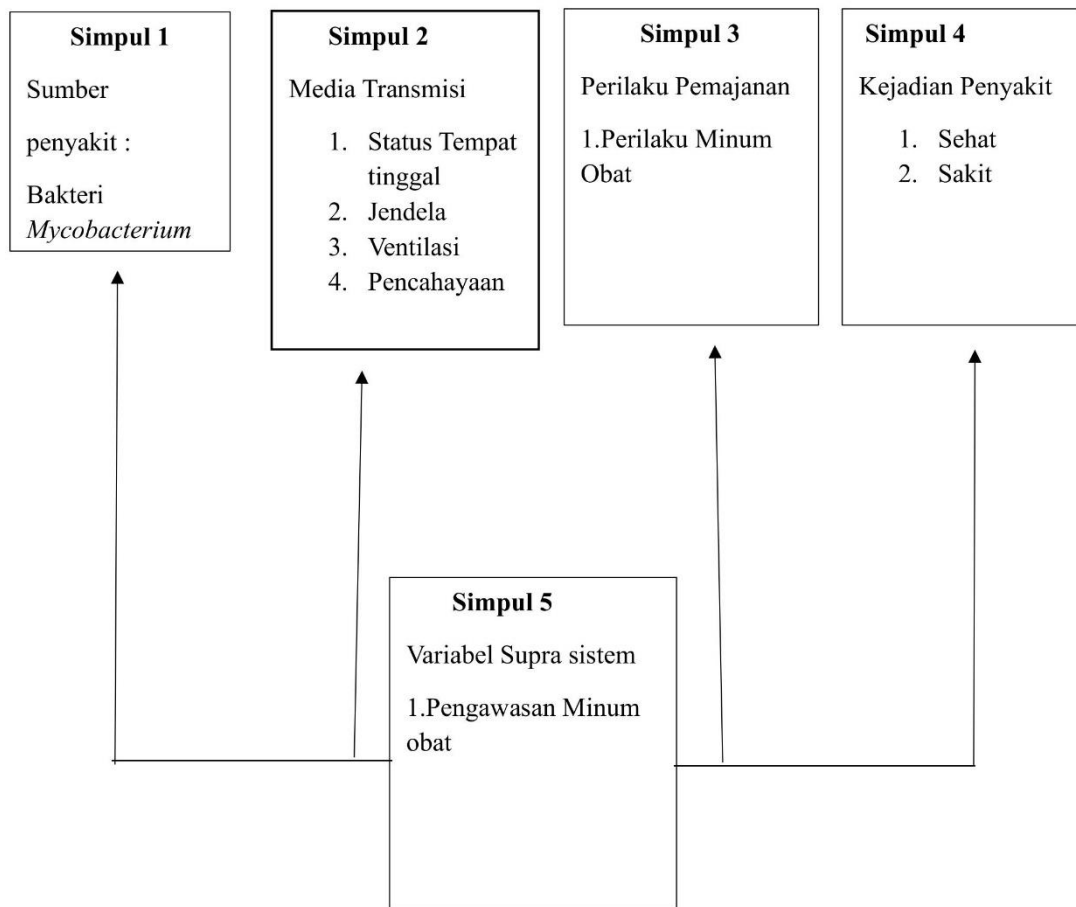 Simpul 1
Sumber
penyakit :
Bakteri
Mycobacterium
Simpul 2
Media Transmisi
1. Status Tempat
tinggal
2. Jendela
3. Ventilasi
4. Pencahayaan
Simpul 3
Perilaku Pemajanan
1.Perilaku Minum
Obat
Simpul 4
Kejadian Penyakit
1. Sehat
2. Sakit
Simpul 5
Variabel Supra sistem
1.Pengawasan Minum
obat